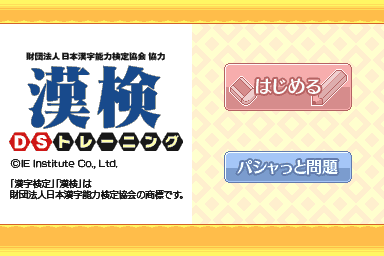 財団法人 日本漢字能力検定協会 協力
漢検
DSトレーニング
©IE Institute Co., Ltd.
「漢字検定」「漢検」は
財団法人日本漢字能力検定協会の商標です。
はじめる
パシャっと問題